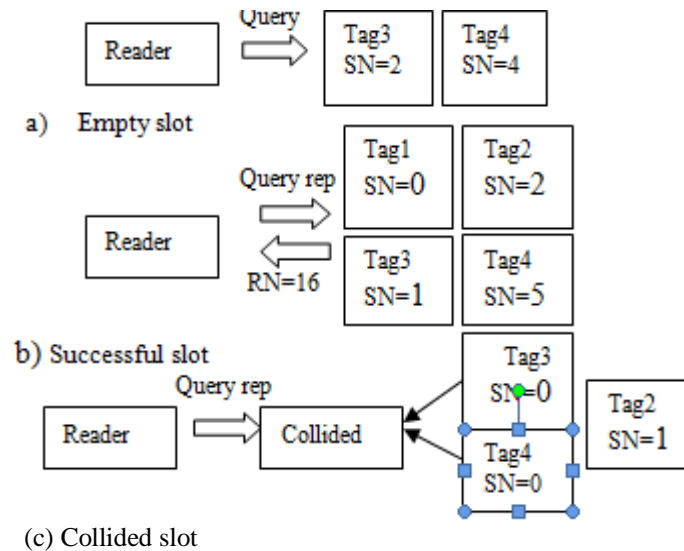 Query
Reader
Tag3
SN=2
Tag4
SN=4
a) Empty slot
Query rep
Reader
RN=16
Tag1
SN=0
Tag2
SN=2
Tag3
SN=1
Tag4
SN=5
b) Successful slot
Query rep
Reader
Collided
Tag3
SN=0
Tag4
SN=0
Tag2
SN=1
(c) Collided slot